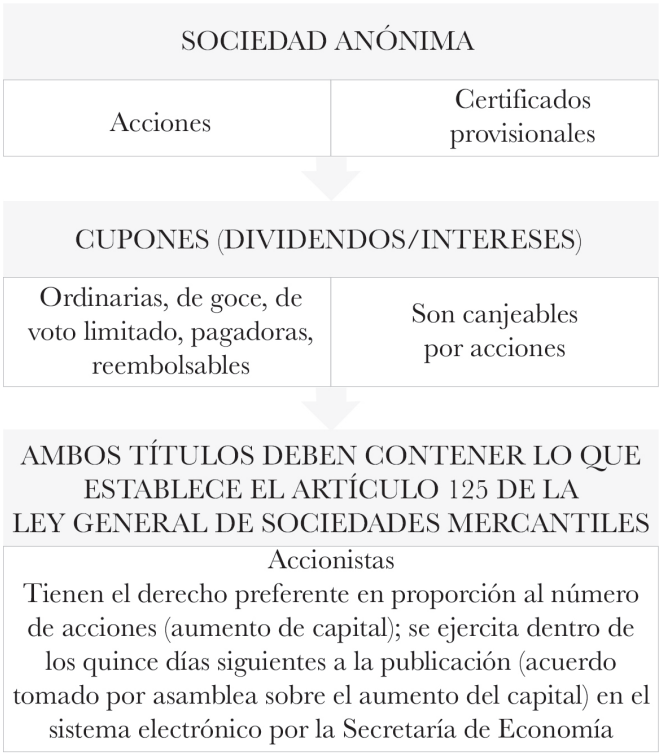 SOCIEDAD ANÓNIMA
Acciones
Certificados
provisionales
CUPONES (DIVIDENDOS/INTERESES)
Ordinarias, de goce, de
voto limitado, pagadoras,
reembolsables
Son canjeables
por acciones
AMBOS TÍTULOS DEBEN CONTENER LO QUE
ESTABLECE EL ARTÍCULO 125 DE LA
LEY GENERAL DE SOCIEDADES MERCANTILES
Accionistas
Tienen el derecho preferente en proporción al número
de acciones (aumento de capital); se ejercita dentro de
los quince días siguientes a la publicación (acuerdo
tomado por asamblea sobre el aumento del capital) en el
sistema electrónico por la Secretaría de Economía